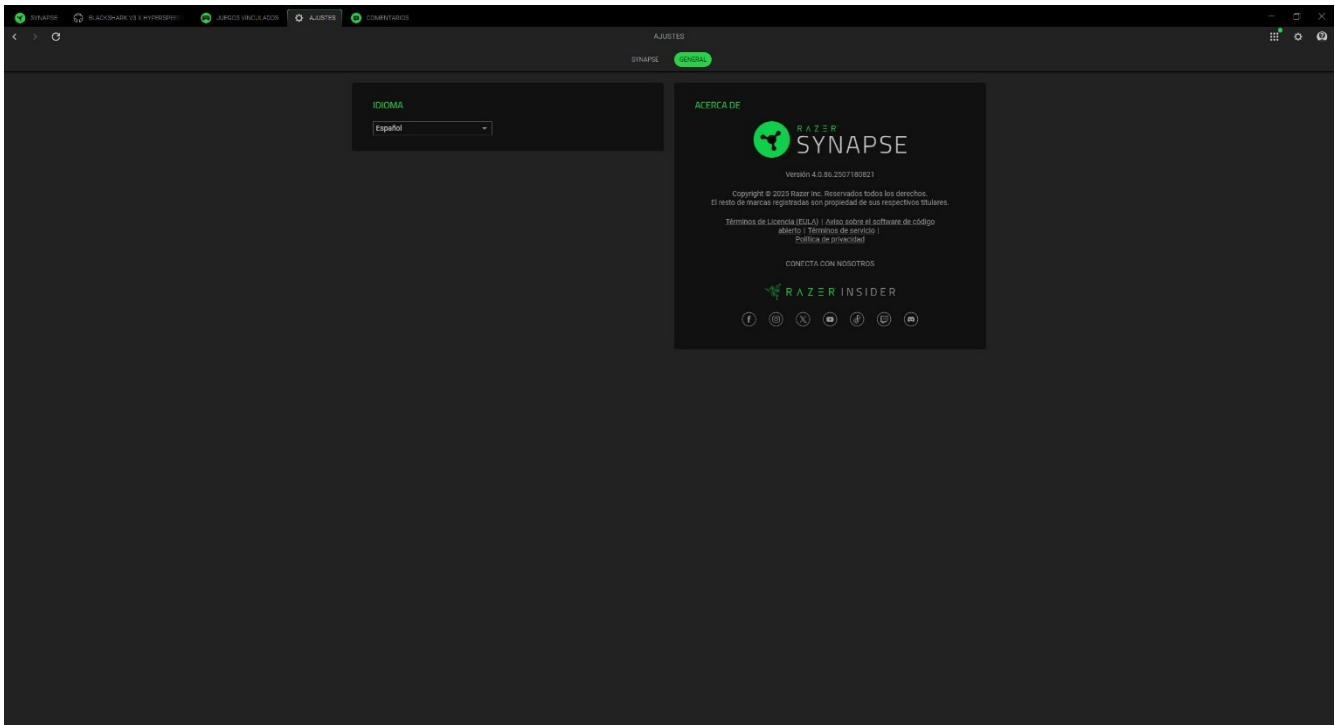 SYNAPSE
BLACKSHARK V3 X HYPERSPEED
JUEGOS VINCULADOS
AJUSTES
COMENTARIOS
AJUSTES
SYNAPSE
GENERAL
IDIOMA
Español
ACERCA DE
RAZER
SYNAPSE
Versión 4.0.86.2507180821
Copyright © 2025 Razer Inc. Reservados todos los derechos.
El resto de marcas registradas son propiedad de sus respectivos titulares.
Términos de Licencia (EULA) | Aviso sobre el software de código
abierto | Términos de servicio |
Política de privacidad
CONECTA CON NOSOTROS
RAZER INSIDER